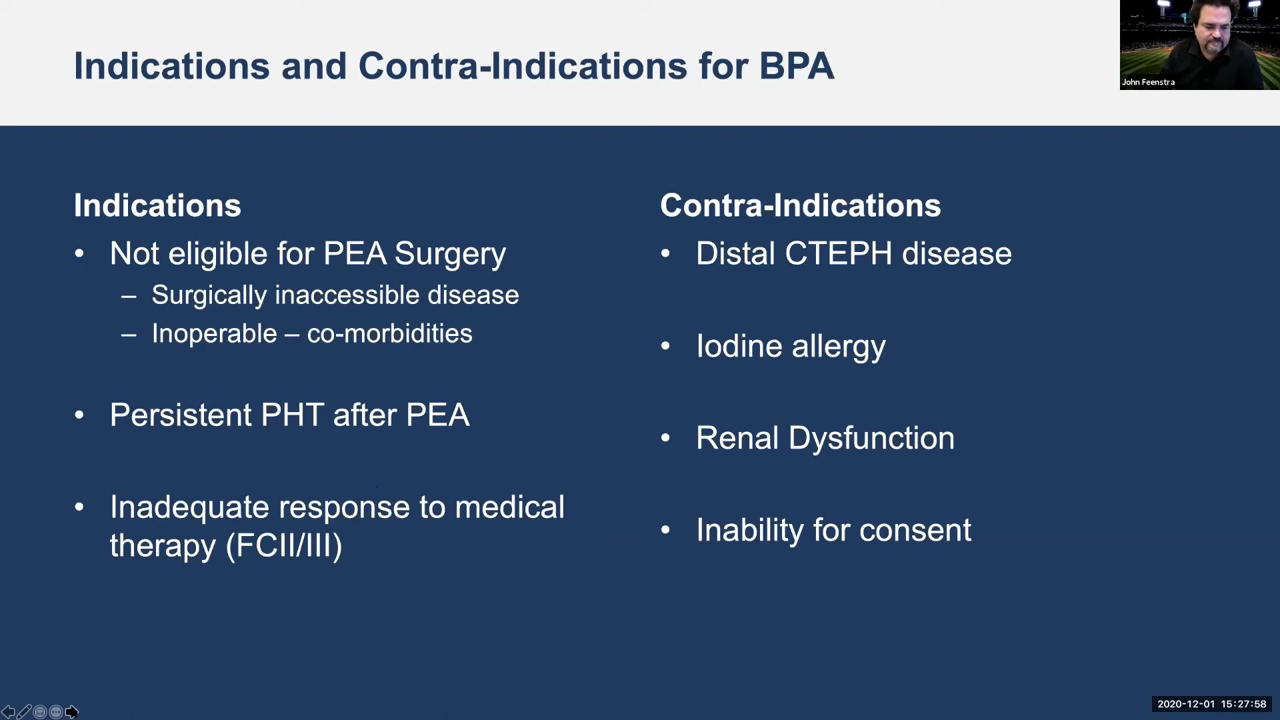 Indications and Contra-Indications for BPA
John Feenstra
Indications
• Not eligible for PEA Surgery
– Surgically inaccessible disease
– Inoperable – co-morbidities
• Persistent PHT after PEA
• Inadequate response to medical
therapy (FCII/III)
Contra-Indications
• Distal CTEPH disease
• Iodine allergy
• Renal Dysfunction
• Inability for consent
2020-12-01 15:27:58